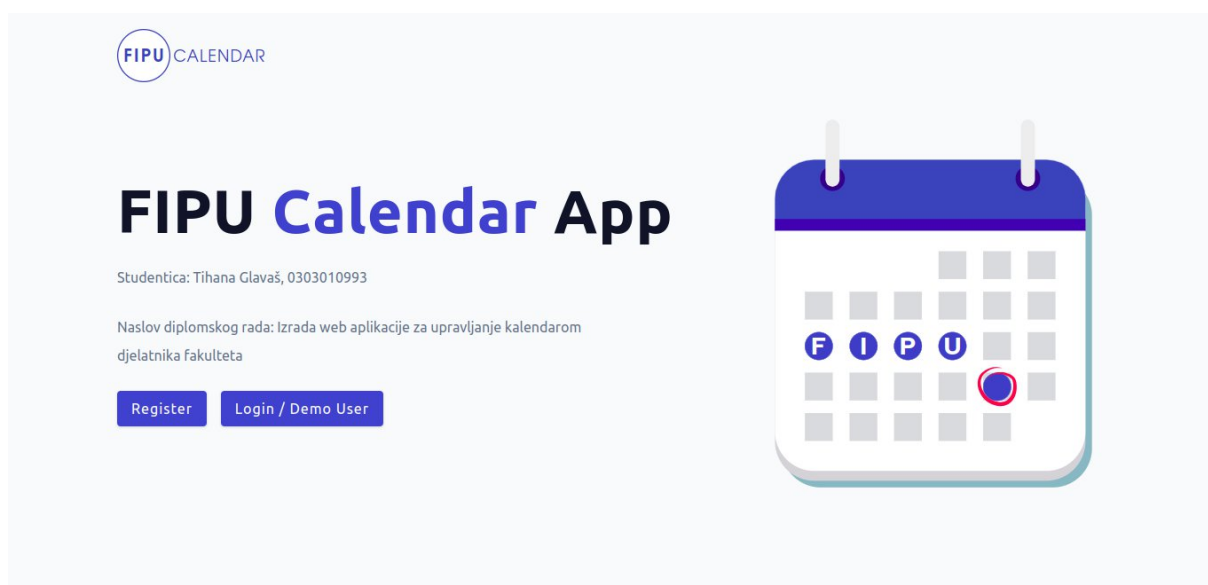 FIPU CALENDAR
FIPU Calendar App
Studentica: Tihana Glavaš, 0303010993
Naslov diplomskog rada: Izrada web aplikacije za upravljanje kalendarom
djelatnika fakulteta
Register
Login / Demo User
F I P U